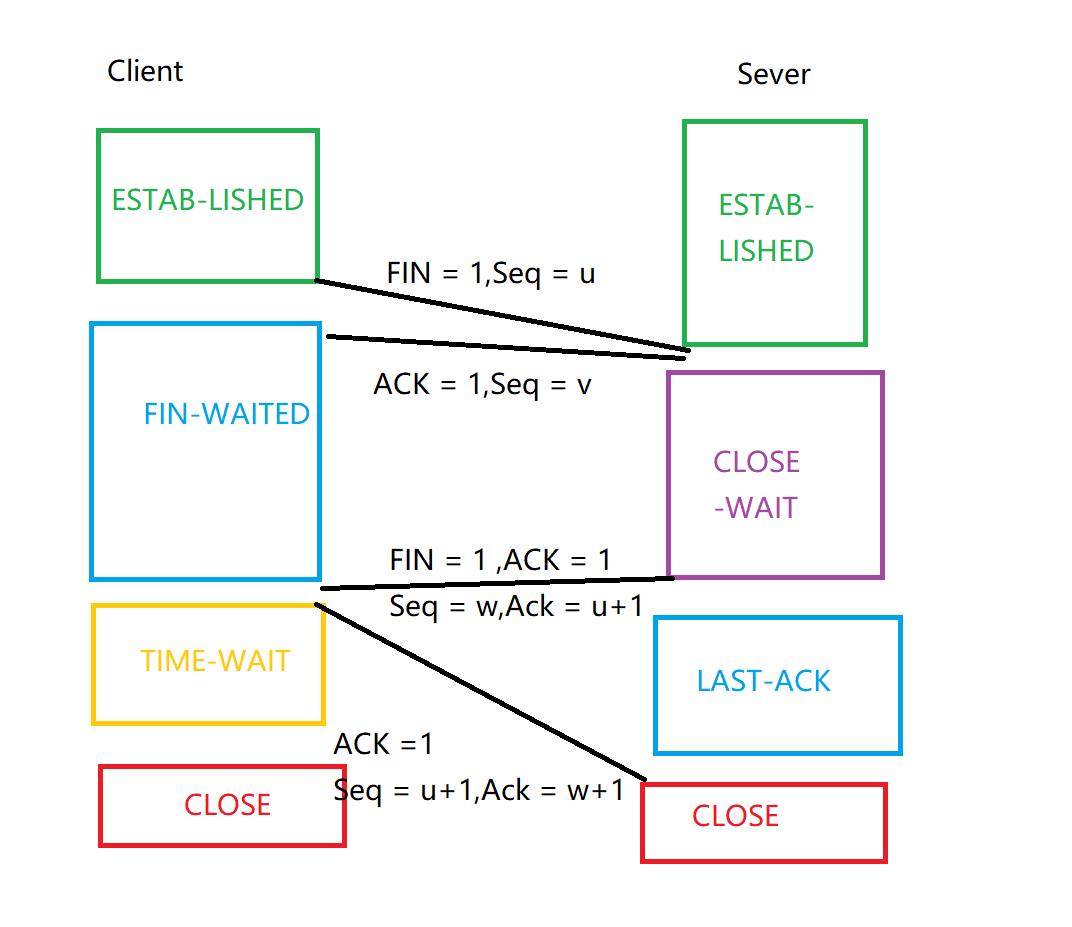 Client
Sever
ESTAB-LISHED
ESTAB-
LISHED
FIN = 1,Seq = u
ACK = 1,Seq = v
FIN-WAITED
CLOSE
-WAIT
FIN = 1 ,ACK = 1
Seq = w,Ack = u+1
TIME-WAIT
LAST-ACK
ACK =1
Seq = u+1,Ack = w+1
CLOSE
CLOSE